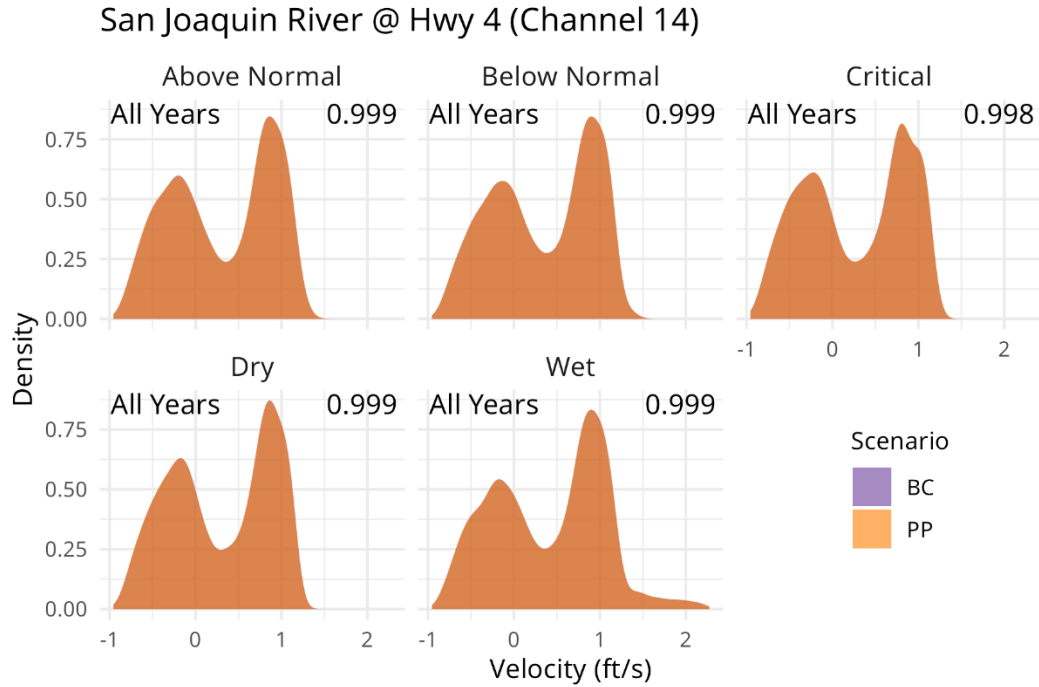 San Joaquin River @ Hwy 4 (Channel 14)
Above Normal
Below Normal
Critical
All Years 0.999
All Years 0.999
All Years 0.998
0.75
0.50
0.25
0.00
-1 0 1 2
Density
Dry
Wet
All Years 0.999
All Years 0.999
0.75
0.50
0.25
0.00
-1 0 1 2
-1 0 1 2
Velocity (ft/s)
Scenario
BC
PP